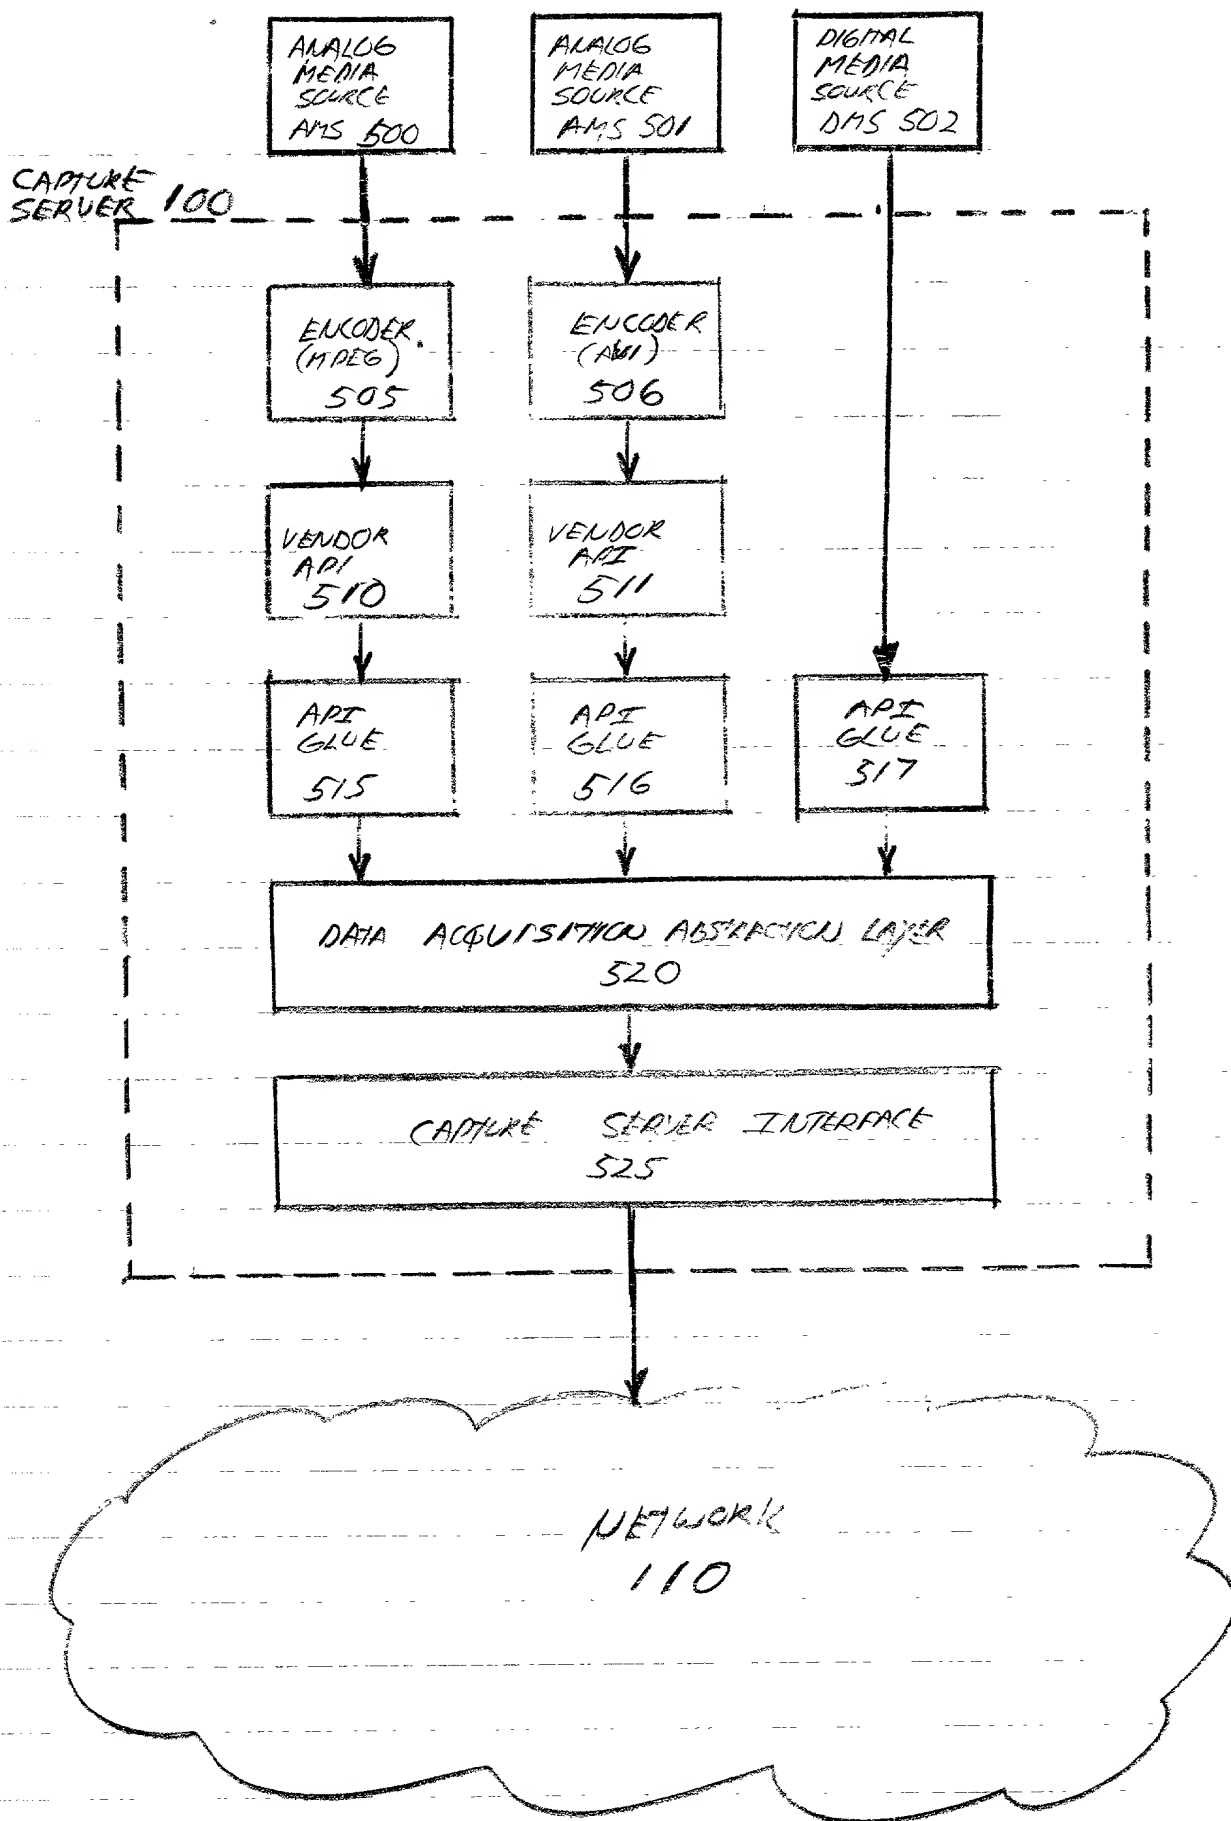 ANALOG
MEDIA
SOURCE
AMS 500
ANALOG
MEDIA
SOURCE
AMS 501
DIGITAL
MEDIA
SOURCE
DMS 502
CAPTURE
SERVER 100
ENCODER
(MPEG)
505
ENCODER
(AVI)
506
VENDOR
API
510
VENDOR
API
511
API
GLUE
515
API
GLUE
516
API
GLUE
517
DATA ACQUISITION ABSTRACTION LAYER
520
CAPTURE SERVER INTERFACE
525
NETWORK
110